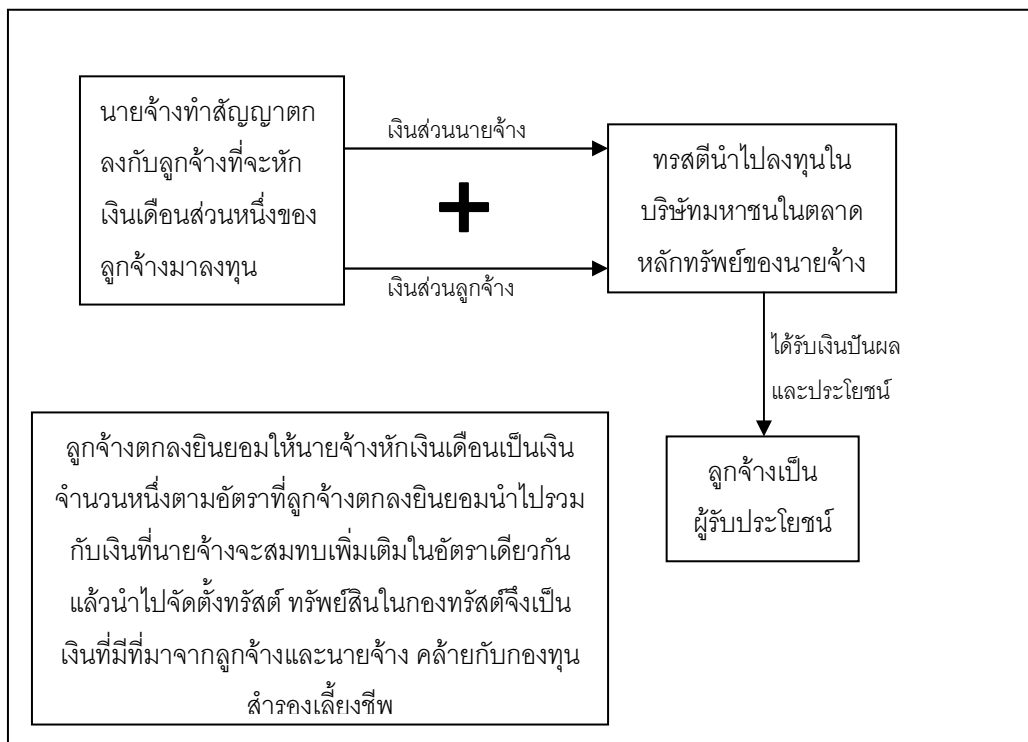 นายจ้างทำสัญญาตก
ลงกับลูกจ้างที่จะหัก
เงินเดือนส่วนหนึ่งของ
ลูกจ้างมาลงทุน
เงินส่วนนายจ้าง
+
เงินส่วนลูกจ้าง
ทรสตีนำไปลงทุนใน
บริษัทมหาชนในตลาด
หลักทรัพย์ของนายจ้าง
ได้รับเงินปันผล
และประโยชน์
ลูกจ้างเป็น
ผู้รับประโยชน์
ลูกจ้างตกลงยินยอมให้นายจ้างหักเงินเดือนเป็นเงิน
จำนวนหนึ่งตามอัตราที่ลูกจ้างตกลงยินยอมนำไปรวม
กับเงินที่นายจ้างจะสมทบเพิ่มเติมในอัตราเดียวกัน
แล้วนำไปจัดตั้งทรัสต์ ทรัพย์สินในกองทรัสต์จึงเป็น
เงินที่มีที่มาจากลูกจ้างและนายจ้าง คล้ายกับกองทุน
สำรองเลี้ยงชีพ